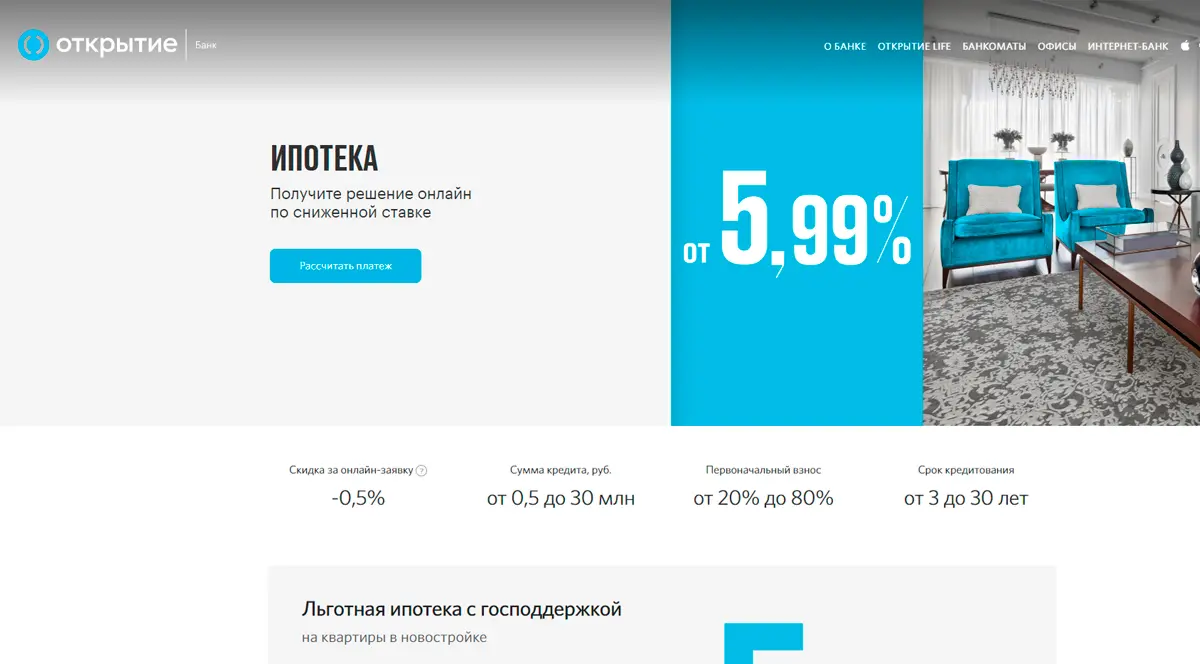 открытие Банк
О БАНКЕ ОТКРЫТИЕ LIFE БАНКОМАТЫ ОФИСЫ ИНТЕРНЕТ-БАНК
ИПОТЕКА
Получите решение онлайн
по сниженной ставке
Рассчитать платеж
от 5,99%
Скидка за онлайн-заявку ?
-0,5%
Сумма кредита, руб.
от 0,5 до 30 млн
Первоначальный взнос
от 20% до 80%
Срок кредитования
от 3 до 30 лет
Льготная ипотека с господдержкой
на квартиры в новостройке